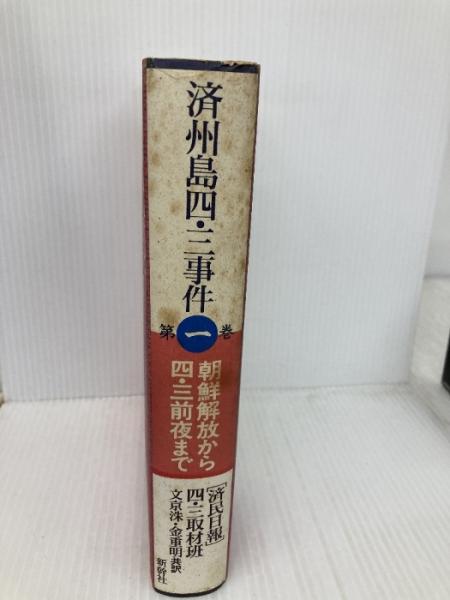 済州島四・三事件
第一巻
朝鮮解放から
四・三前夜まで
[済民日報]
四・三取材班
文京洙・金重明共訳
新幹社